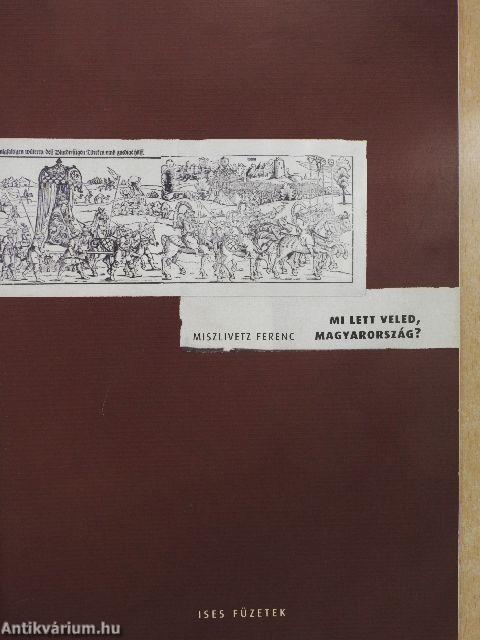 MISZLIVETZ FERENC
MI LETT VELED,
MAGYARORSZÁG?
ISES FÜZETEK
Antikvárium.hu